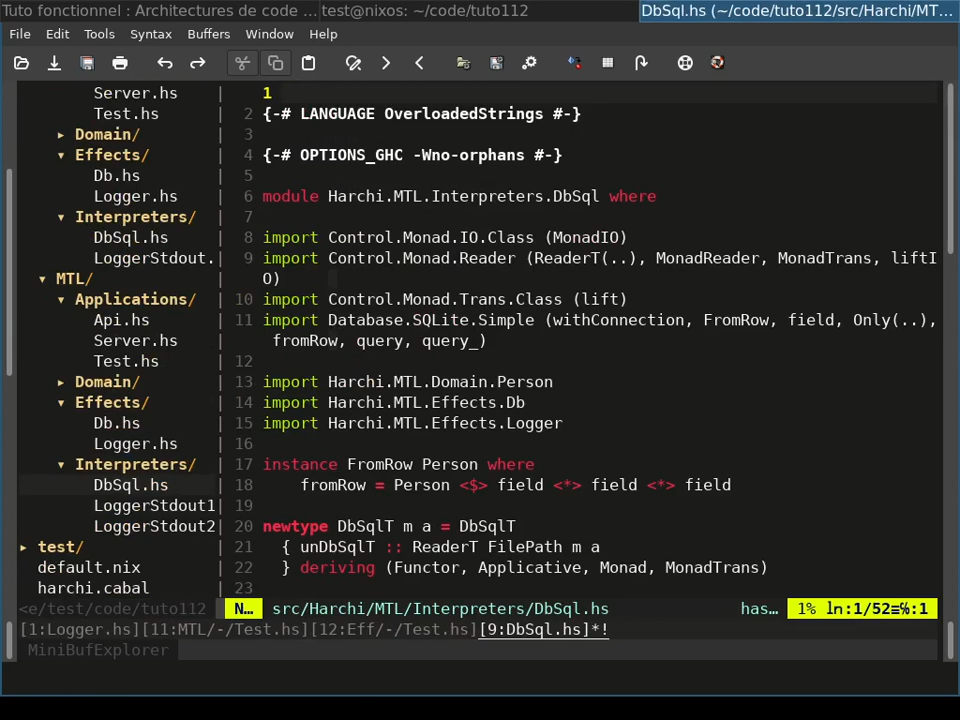 Tuto fonctionnel : Architectures de code ...
test@nixos: ~/code/tuto112
DbSql.hs (~/code/tuto112/src/Harchi/MT...
File Edit Tools Syntax Buffers Window Help
Server.hs
Test.hs
▸ Domain/
▾ Effects/
Db.hs
Logger.hs
▾ Interpreters/
DbSql.hs
LoggerStdout.
▾ MTL/
▾ Applications/
Api.hs
Server.hs
Test.hs
▸ Domain/
▾ Effects/
Db.hs
Logger.hs
▾ Interpreters/
DbSql.hs
LoggerStdout1
LoggerStdout2
▸ test/
default.nix
harchi.cabal
<e/test/code/tuto112
1
2 {-# LANGUAGE OverloadedStrings #-}
3
4 {-# OPTIONS_GHC -Wno-orphans #-}
5
6 module Harchi.MTL.Interpreters.DbSql where
7
8 import Control.Monad.IO.Class (MonadIO)
9 import Control.Monad.Reader (ReaderT(..), MonadReader, MonadTrans, liftI
O)
10 import Control.Monad.Trans.Class (lift)
11 import Database.SQLite.Simple (withConnection, FromRow, field, Only(..),
fromRow, query, query_)
12
13 import Harchi.MTL.Domain.Person
14 import Harchi.MTL.Effects.Db
15 import Harchi.MTL.Effects.Logger
16
17 instance FromRow Person where
18 fromRow = Person <$> field <*> field <*> field
19
20 newtype DbSqlT m a = DbSqlT
21 { unDbSqlT :: ReaderT FilePath m a
22 } deriving (Functor, Applicative, Monad, MonadTrans)
23
N… src/Harchi/MTL/Interpreters/DbSql.hs has… 1% ln:1/52≡%:1
[1:Logger.hs][11:MTL/-/Test.hs][12:Eff/-/Test.hs][9:DbSql.hs]*!
MiniBufExplorer